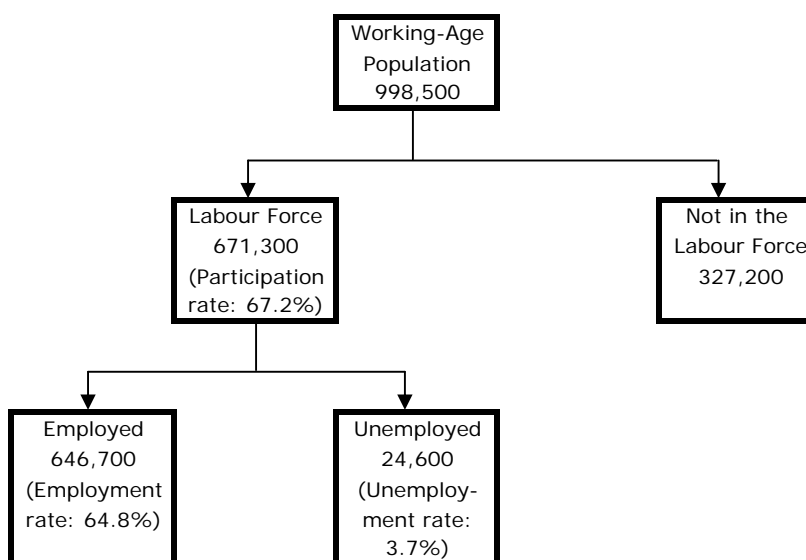 Working-Age
Population
998,500
Labour Force
671,300
(Participation
rate: 67.2%)
Not in the
Labour Force
327,200
Employed
646,700
(Employment
rate: 64.8%)
Unemployed
24,600
(Unemploy-
ment rate:
3.7%)